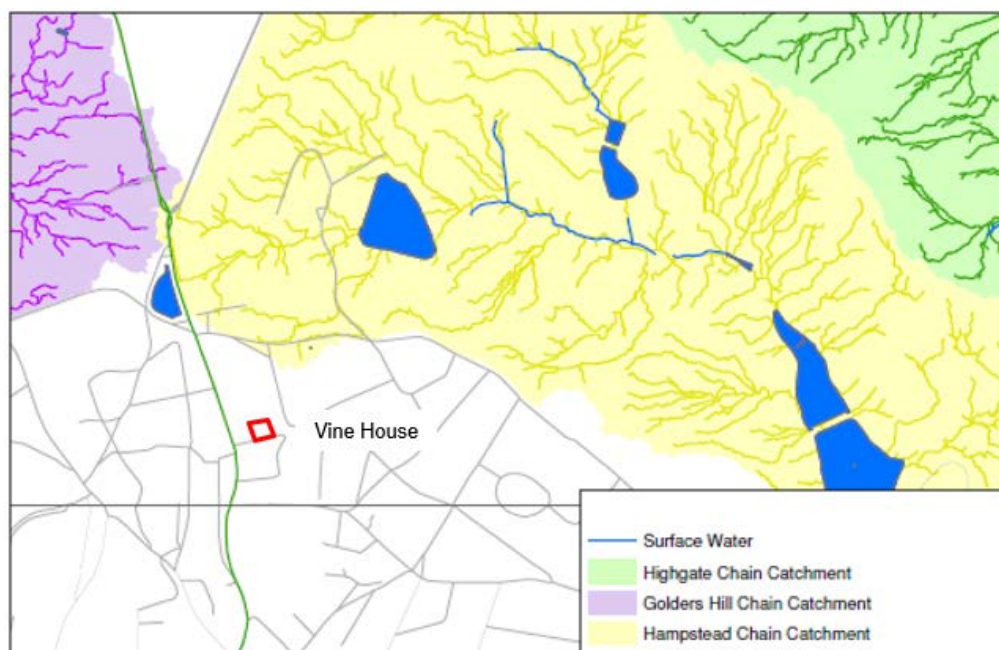 Vine House
Surface Water
Highgate Chain Catchment
Golders Hill Chain Catchment
Hampstead Chain Catchment